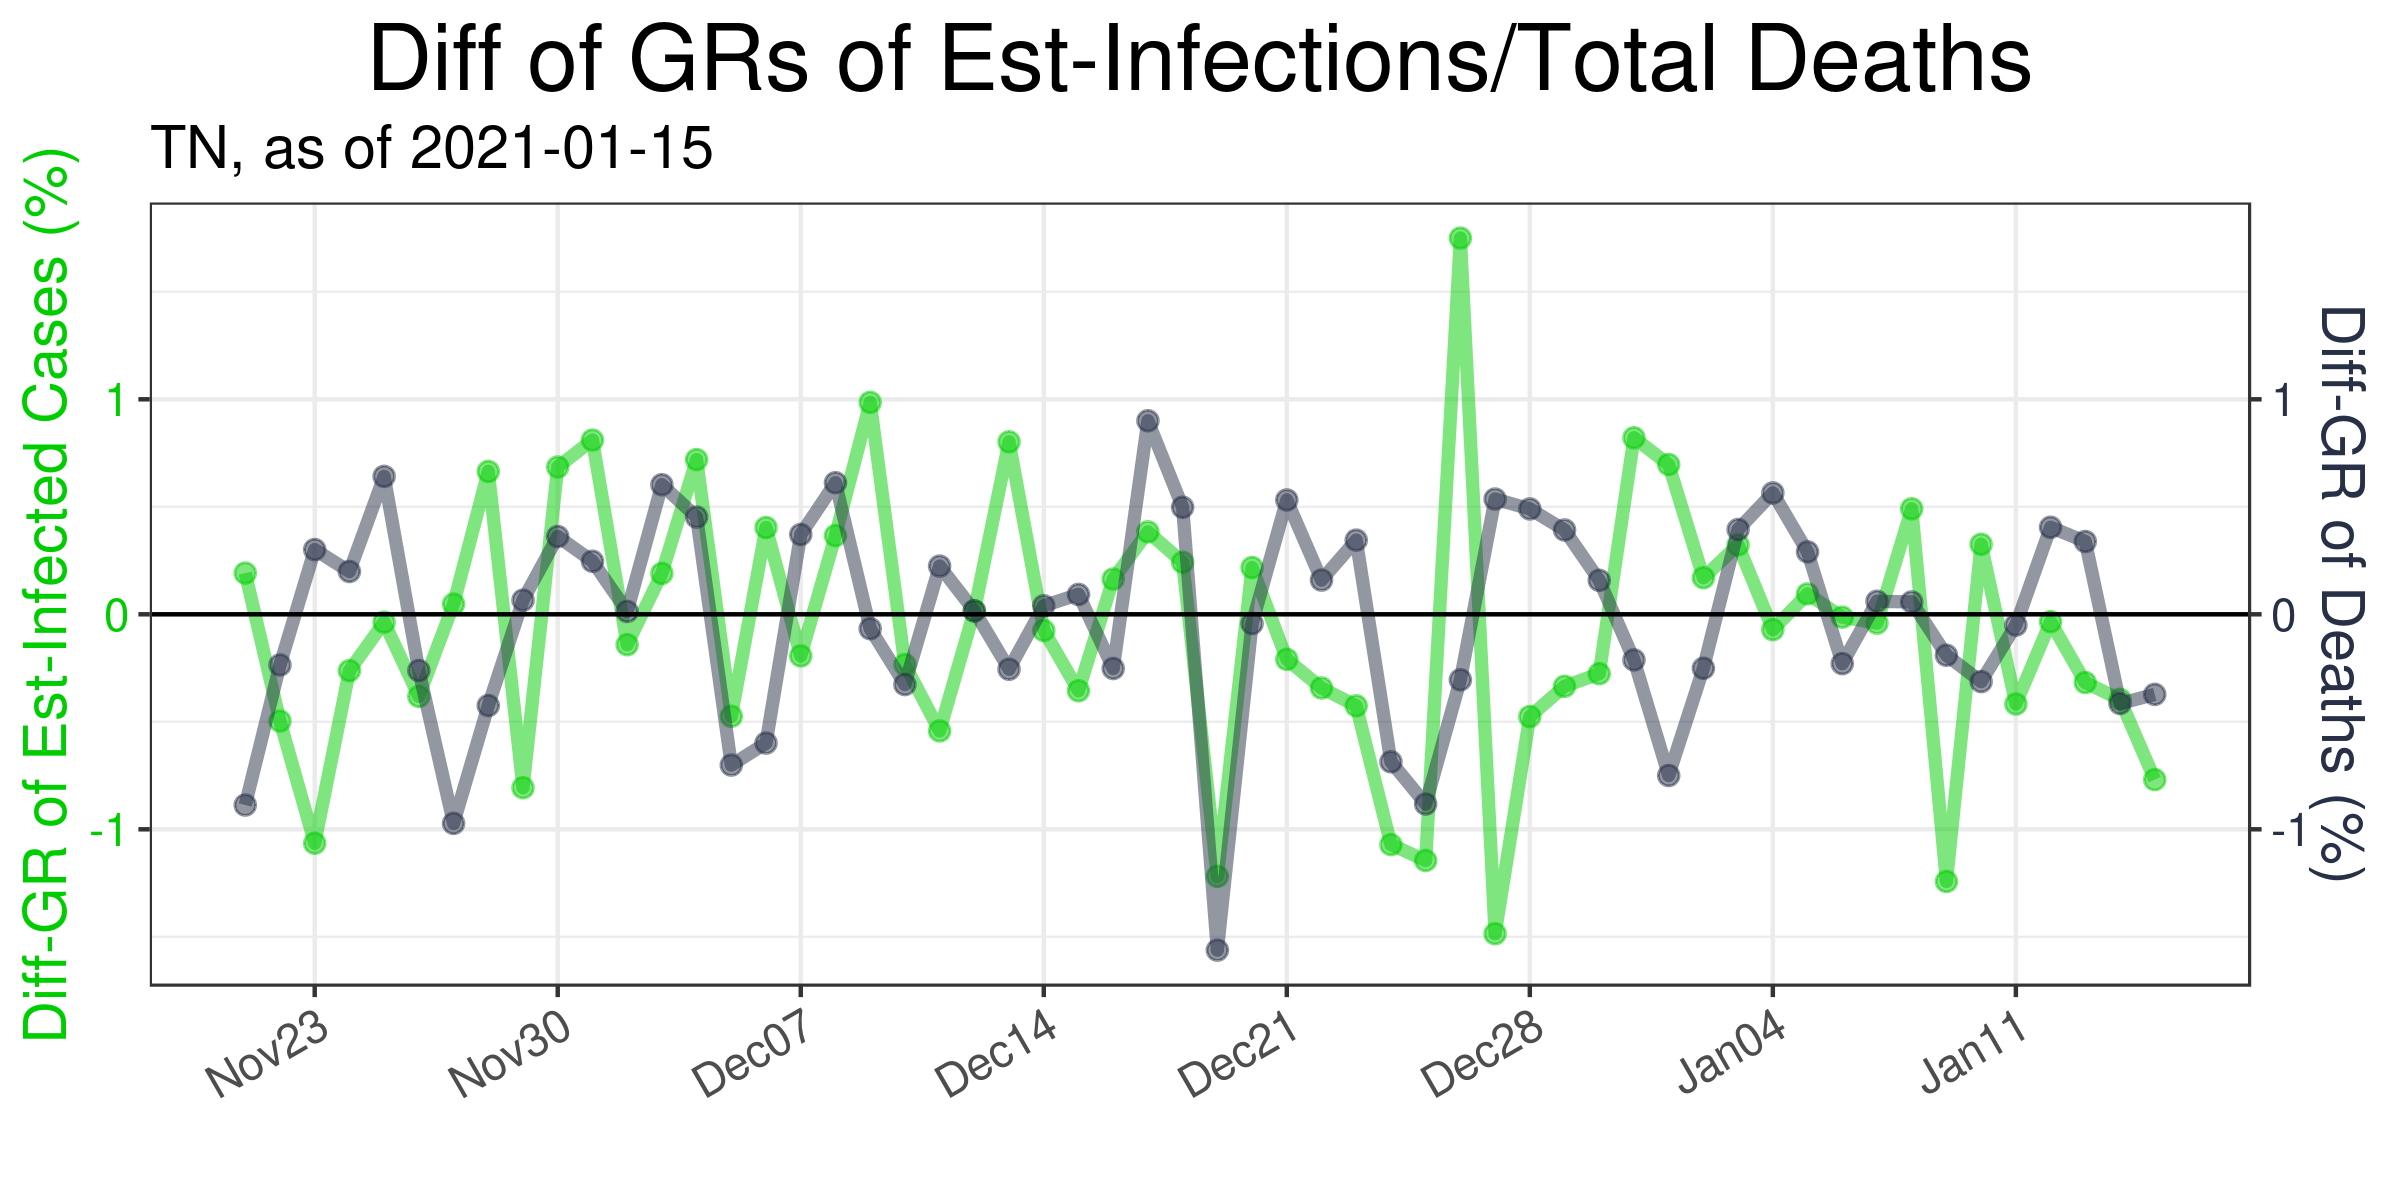 Diff of GRs of Est-Infections/Total Deaths
TN, as of 2021-01-15
Diff-GR of Est-Infected Cases (%)
1
0
-1
1
0
-1
Diff-GR of Deaths (%)
Nov23
Nov30
Dec07
Dec14
Dec21
Dec28
Jan04
Jan11